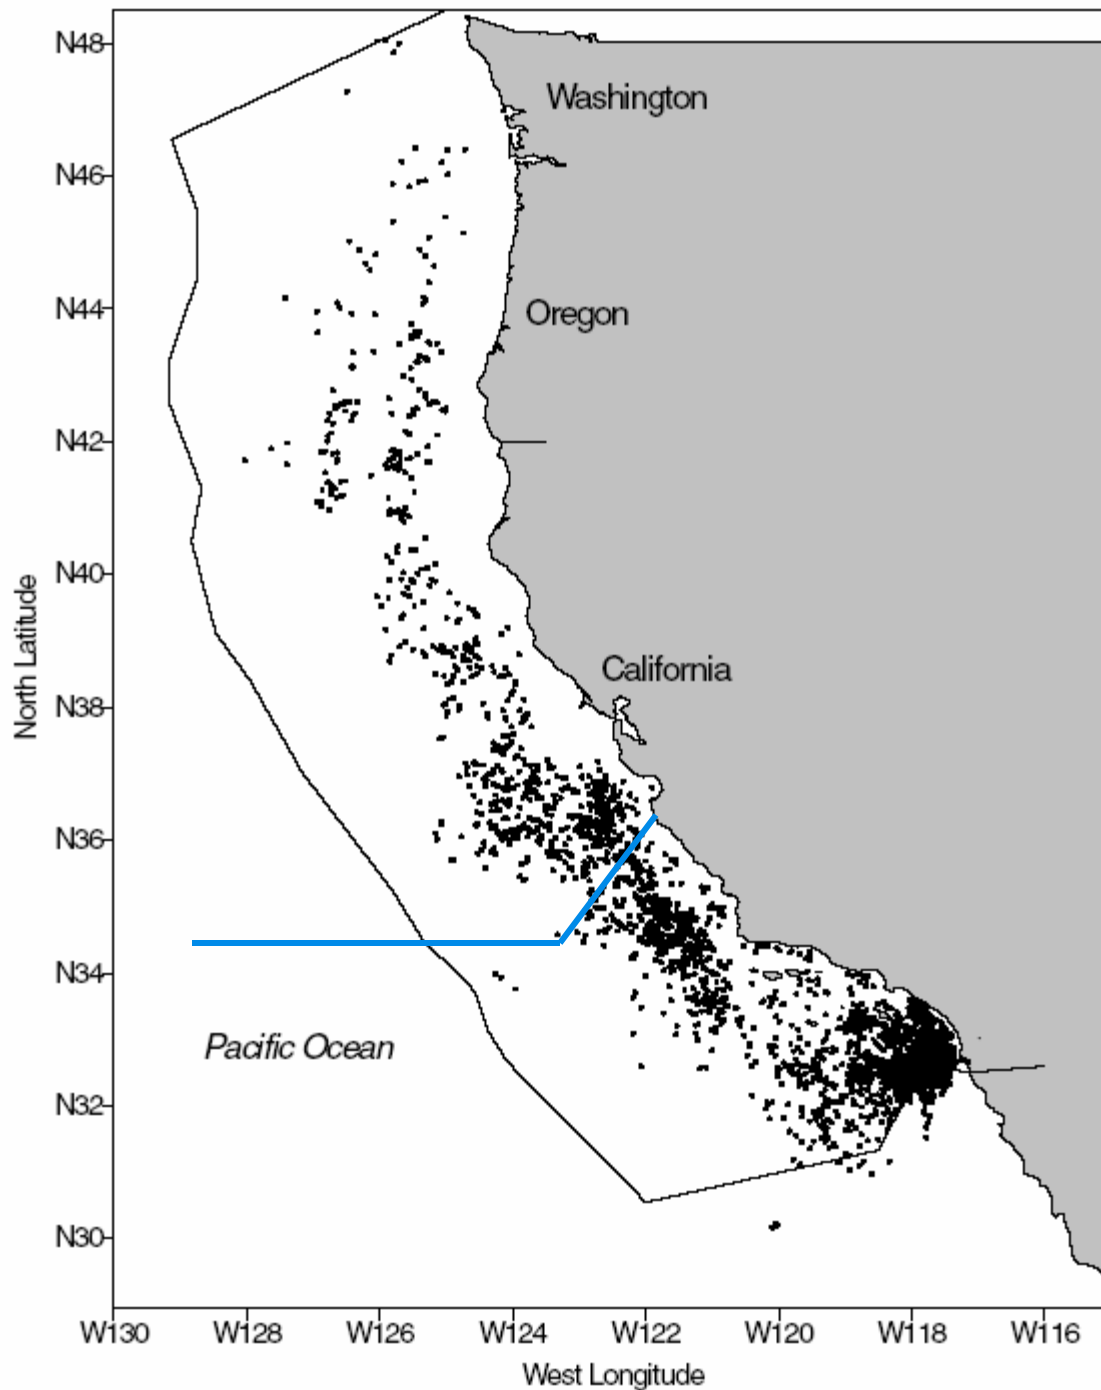 N48
Washington
N46
N44
Oregon
N42
N40
California
N38
N36
N34
Pacific Ocean
N32
N30
North Latitude
W130 W128 W126 W124 W122 W120 W118 W116
West Longitude